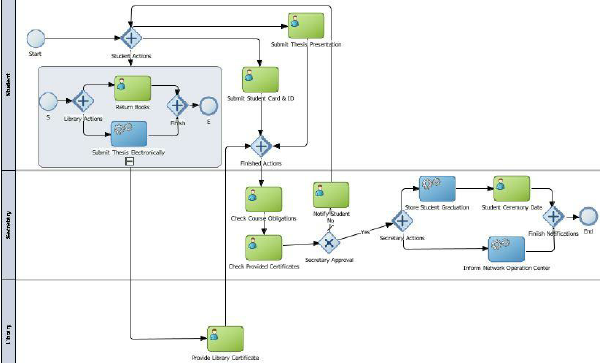 Student
Start
Student Actions
Submit Thesis Presentation
Submit Student Card & ID
S
Library Actions
Return Books
Finish
E
Submit Thesis Electronically
Finished Actions
Secretary
Check Course Obligations
Notify Student
No
Yes
Check Provided Certificates
Secretary Approval
Secretary Actions
Store Student Graduation
Student Ceremony Date
Finish Notifications
End
Inform Network Operation Center
Library
Provide Library Certificate